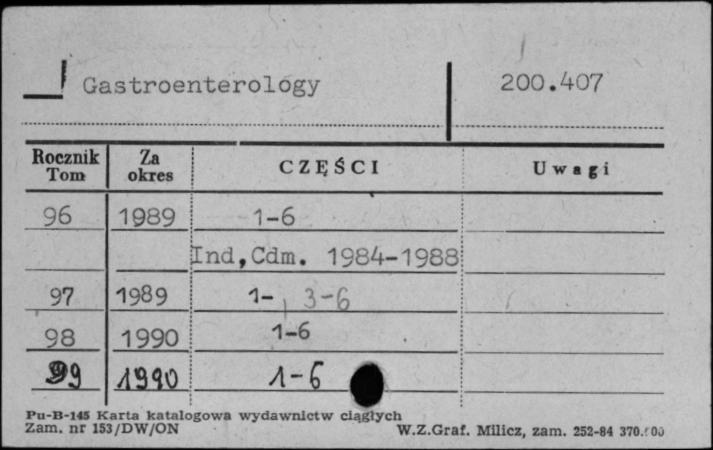 Gastroenterology 200.407
Rocznik Tom Za okres CZĘŚCI Uwagi
96 1989 1-6
Ind,Cdm. 1984-1988
97 1989 1-, 3-6
98 1990 1-6
99 1990 1-6
Pu-B-145 Karta katalogowa wydawnictw ciągłych
Zam. nr 153/DW/ON W.Z.Graf. Milicz, zam. 252-84 370.000